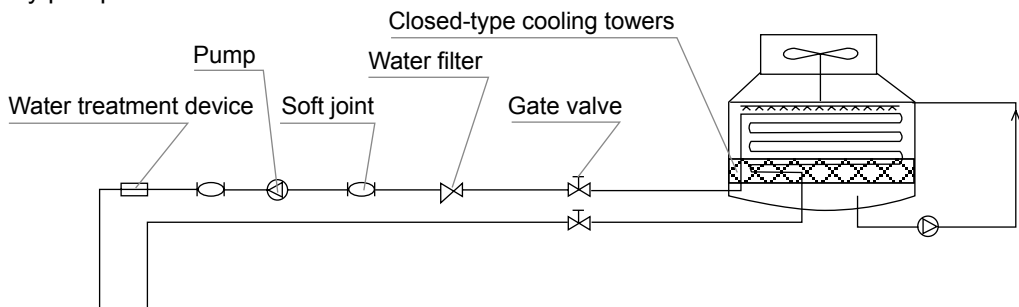 Closed-type cooling towers
Pump
Water filter
Water treatment device
Soft joint
Gate valve